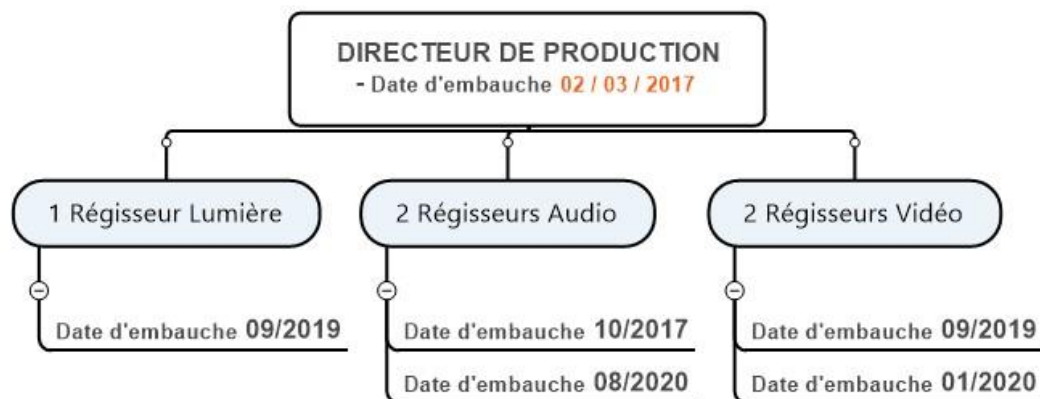 DIRECTEUR DE PRODUCTION
- Date d'embauche 02 / 03 / 2017
1 Régisseur Lumière
2 Régisseurs Audio
2 Régisseurs Vidéo
Date d'embauche 09/2019
Date d'embauche 10/2017
Date d'embauche 09/2019
Date d'embauche 08/2020
Date d'embauche 01/2020